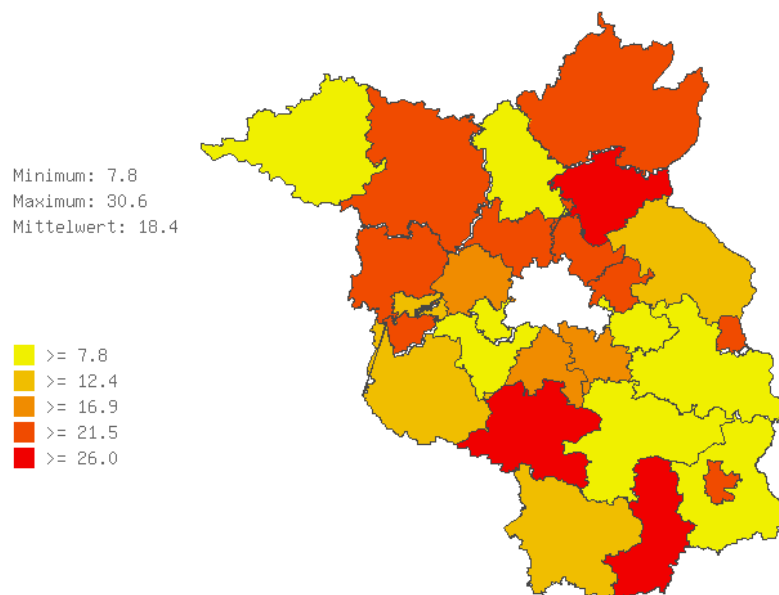 Minimum: 7.8
Maximum: 30.6
Mittelwert: 18.4
>= 7.8
>= 12.4
>= 16.9
>= 21.5
>= 26.0